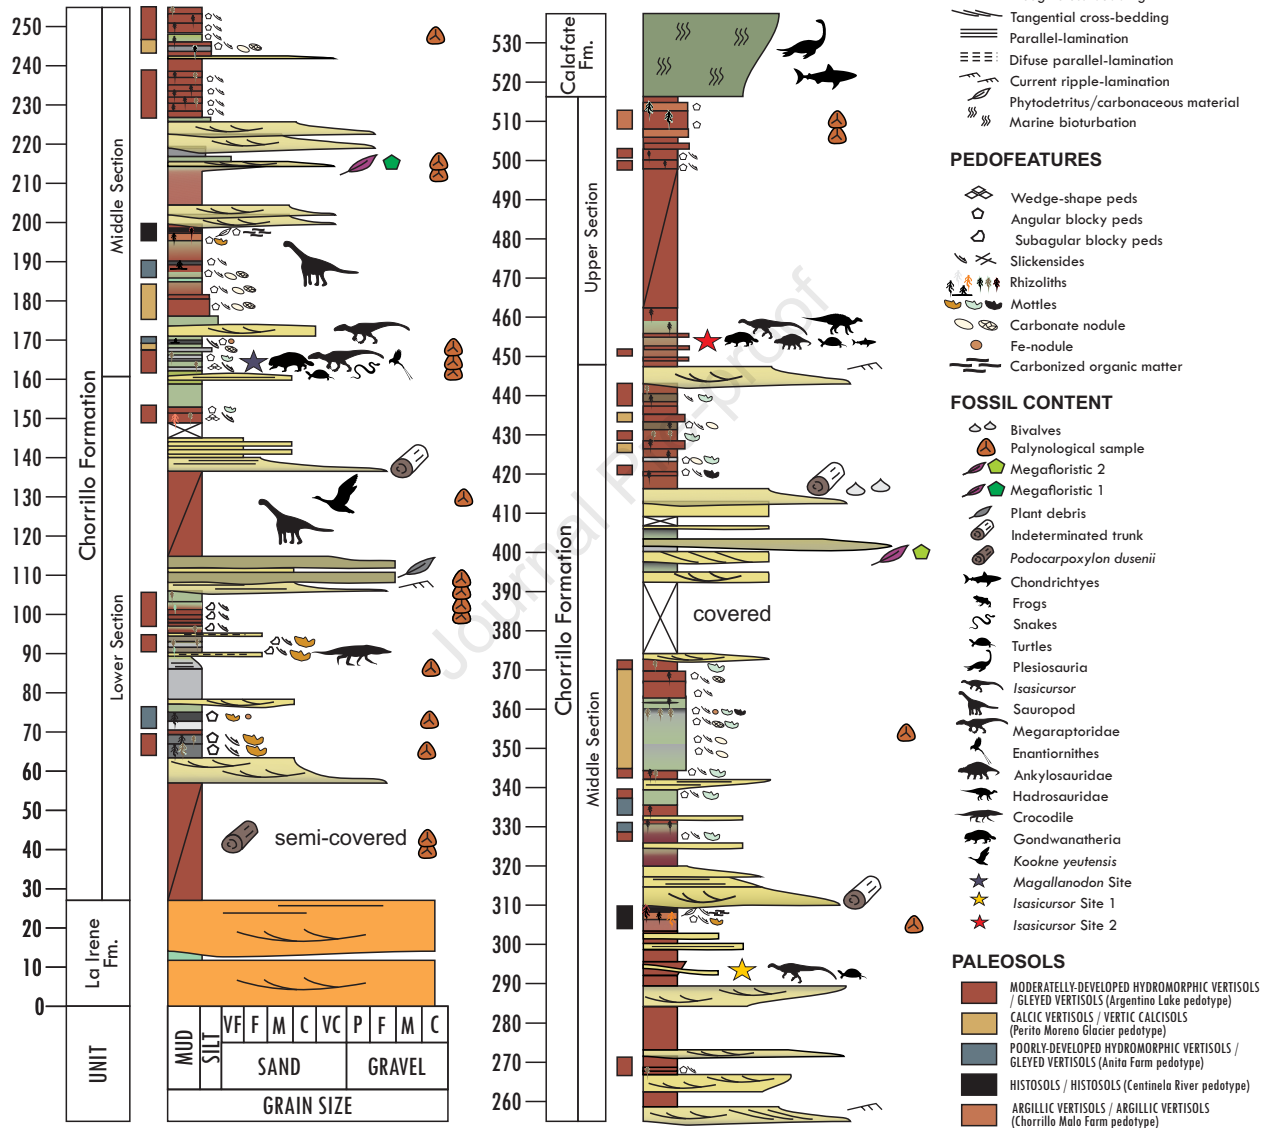 250
240
230
220
210
200
190
180
170
160
150
140
130
120
110
100
90
80
70
60
50
40
30
20
10
0
Chorrillo Formation
Middle Section
Lower Section
La Irene
Fm.
UNIT
semi-covered
MUD
SILT
VF
F
M
C
VC
P
F
M
C
SAND
GRAVEL
GRAIN SIZE
530
520
510
500
490
480
470
460
450
440
430
420
410
400
390
380
370
360
350
340
330
320
310
300
290
280
270
260
Calafate
Fm.
Upper Section
Chorrillo Formation
Middle Section
covered
Journal Pre-proof
Tangential cross-bedding
Parallel-lamination
Difuse parallel-lamination
Current ripple-lamination
Phytodetritus/carbonaceous material
Marine bioturbation
PEDOFEATURES
Wedge-shape peds
Angular blocky peds
Subagular blocky peds
Slickensides
Rhizoliths
Mottles
Carbonate nodule
Fe-nodule
Carbonized organic matter
FOSSIL CONTENT
Bivalves
Palynological sample
Megafloristic 2
Megafloristic 1
Plant debris
Indeterminated trunk
Podocarpoxylon dusenii
Chondrichtyes
Frogs
Snakes
Turtles
Plesiosauria
Isasicursor
Sauropod
Megaraptoridae
Enantiornithes
Ankylosauridae
Hadrosauridae
Crocodile
Gondwanatheria
Kookne yeutensis
Magallanodon Site
Isasicursor Site 1
Isasicursor Site 2
PALEOSOLS
MODERATELLY-DEVELOPED HYDROMORPHIC VERTISOLS
/ GLEYED VERTISOLS (Argentino Lake pedotype)
CALCIC VERTISOLS / VERTIC CALCISOLS
(Perito Moreno Glacier pedotype)
POORLY-DEVELOPED HYDROMORPHIC VERTISOLS /
GLEYED VERTISOLS (Anita Farm pedotype)
HISTOSOLS / HISTOSOLS (Centinela River pedotype)
ARGILLIC VERTISOLS / ARGILLIC VERTISOLS
(Chorrillo Malo Farm pedotype)